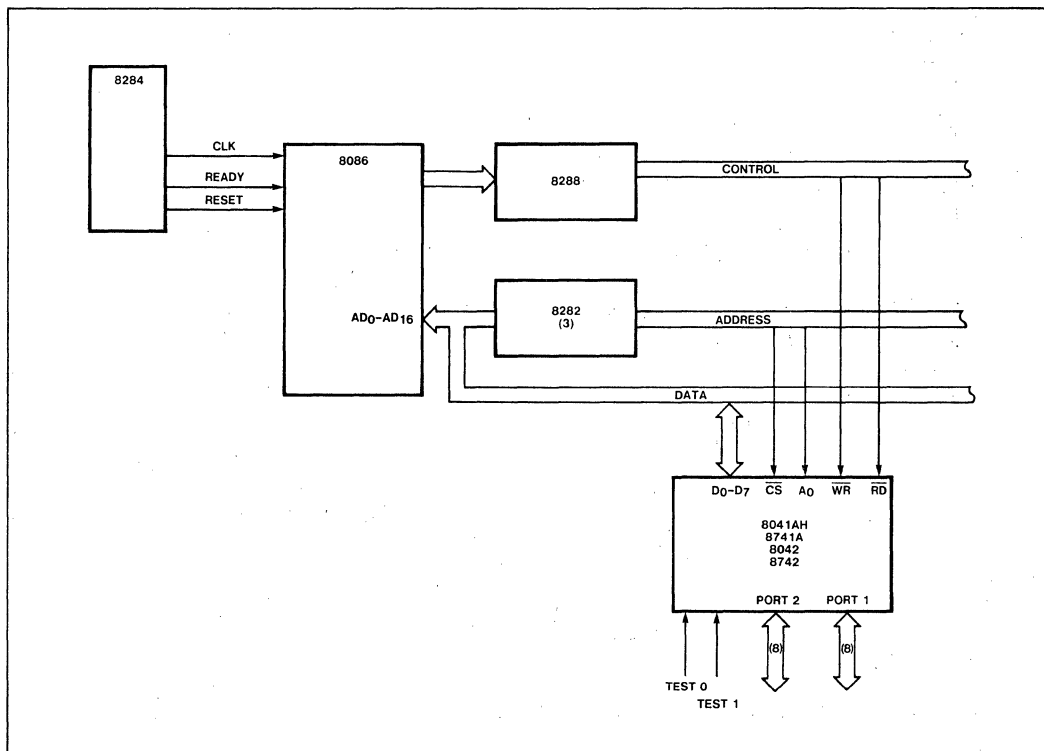 8284
CLK
READY
RESET
8086
AD0-AD16
8288
CONTROL
8282
(3)
ADDRESS
DATA
D0-D7 CS A0 WR RD
8041AH
8741A
8042
8742
PORT 2 PORT 1
(8) (8)
TEST 0
TEST 1